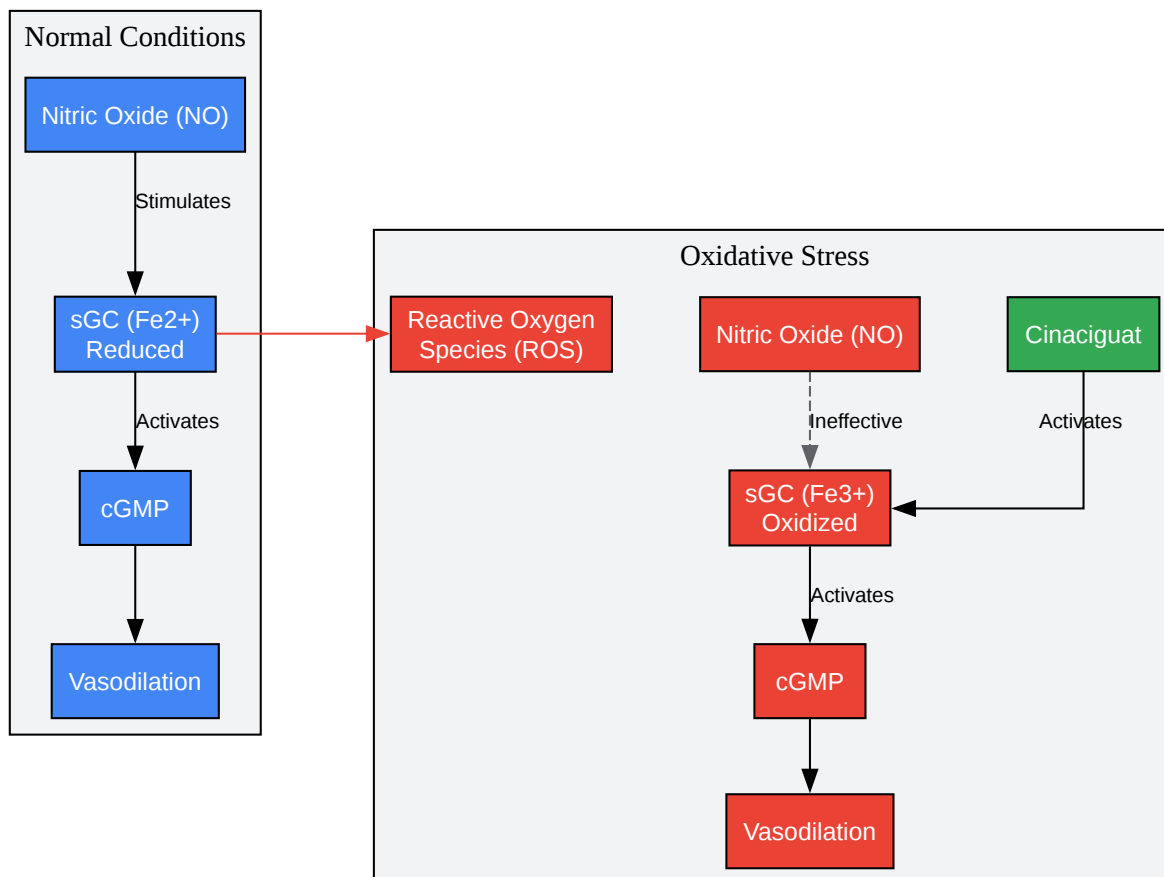 Normal Conditions
Nitric Oxide (NO)
Stimulates
sGC (Fe2+)
Reduced
Activates
cGMP
Vasodilation
Oxidative Stress
Reactive Oxygen
Species (ROS)
Nitric Oxide (NO)
Cinaciguat
Ineffective
Activates
sGC (Fe3+)
Oxidized
Activates
cGMP
Vasodilation